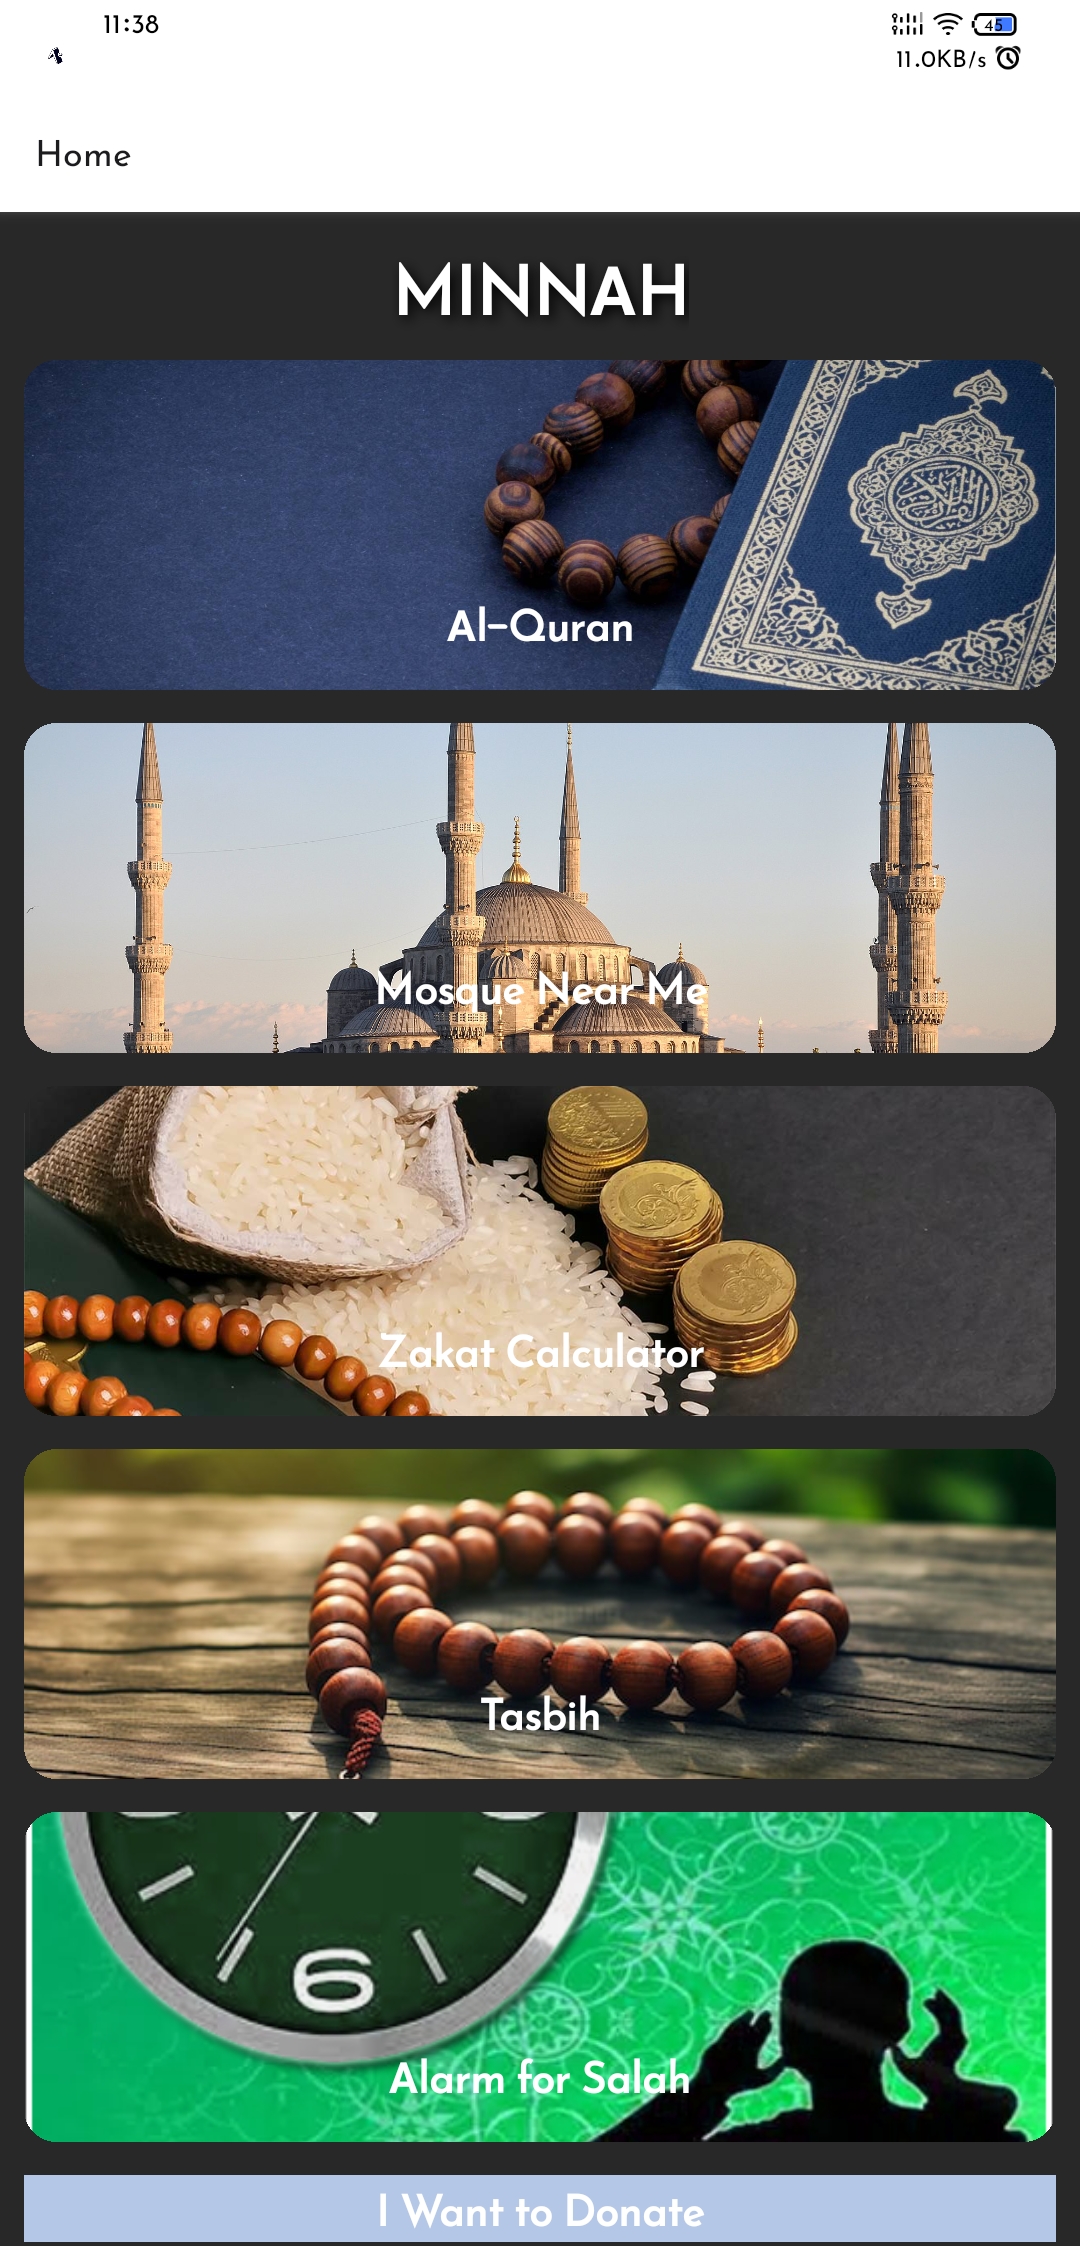 11:38
45
11.0KB/s
Home
MINNAH
Al-Quran
Mosque Near Me
Zakat Calculator
Tasbih
6
Alarm for Salah
I Want to Donate